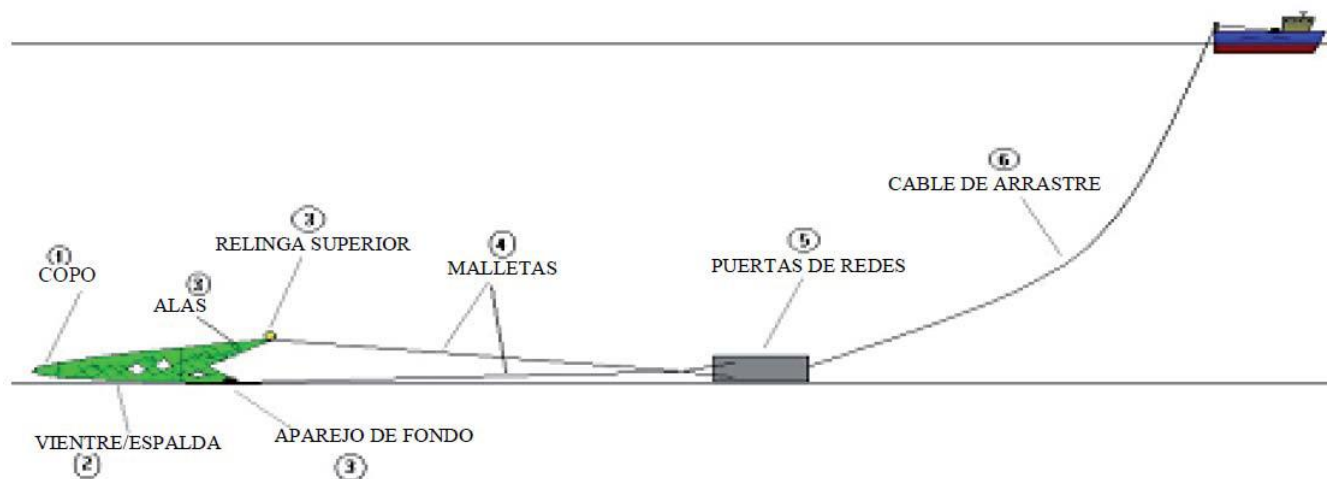 6
CABLE DE ARRASTRE
3
RELINGA SUPERIOR
4
MALLETAS
5
PUERTAS DE REDES
1
COPO
3
ALAS
VIENTRE/ESPALDA
2
APAREJO DE FONDO
3